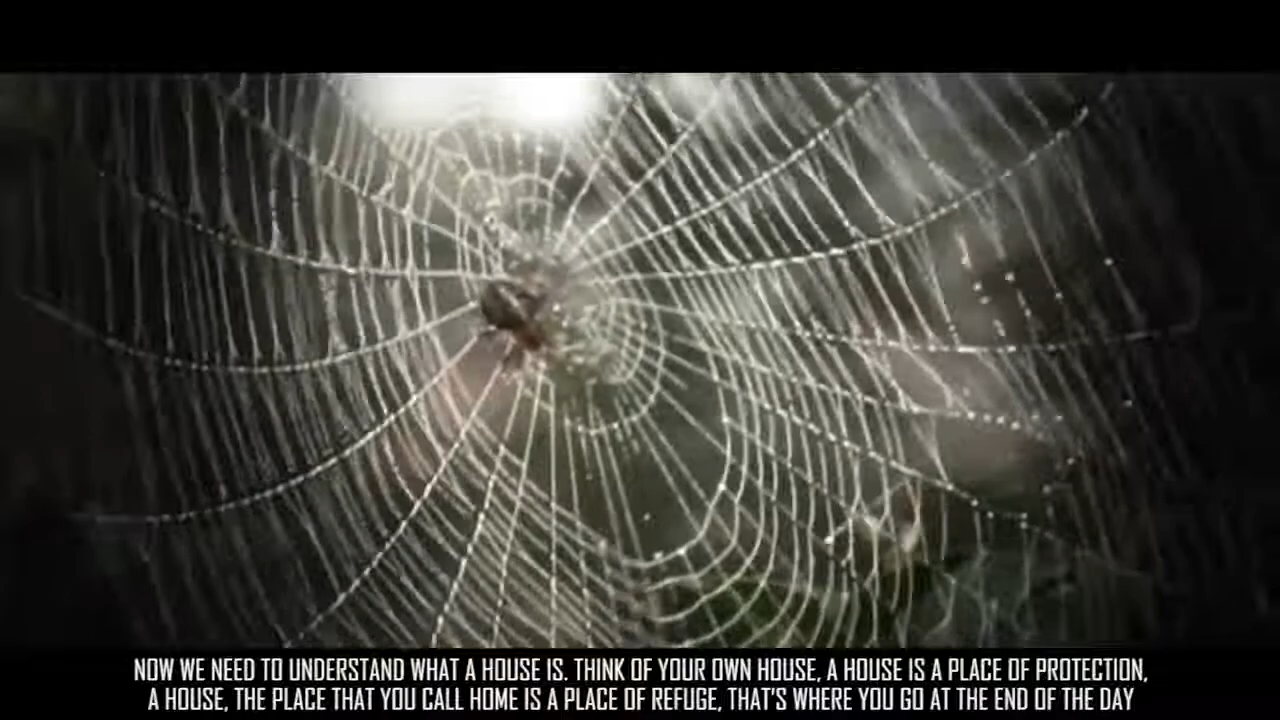 NOW WE NEED TO UNDERSTAND WHAT A HOUSE IS. THINK OF YOUR OWN HOUSE, A HOUSE IS A PLACE OF PROTECTION,
A HOUSE, THE PLACE THAT YOU CALL HOME IS A PLACE OF REFUGE, THAT'S WHERE YOU GO AT THE END OF THE DAY